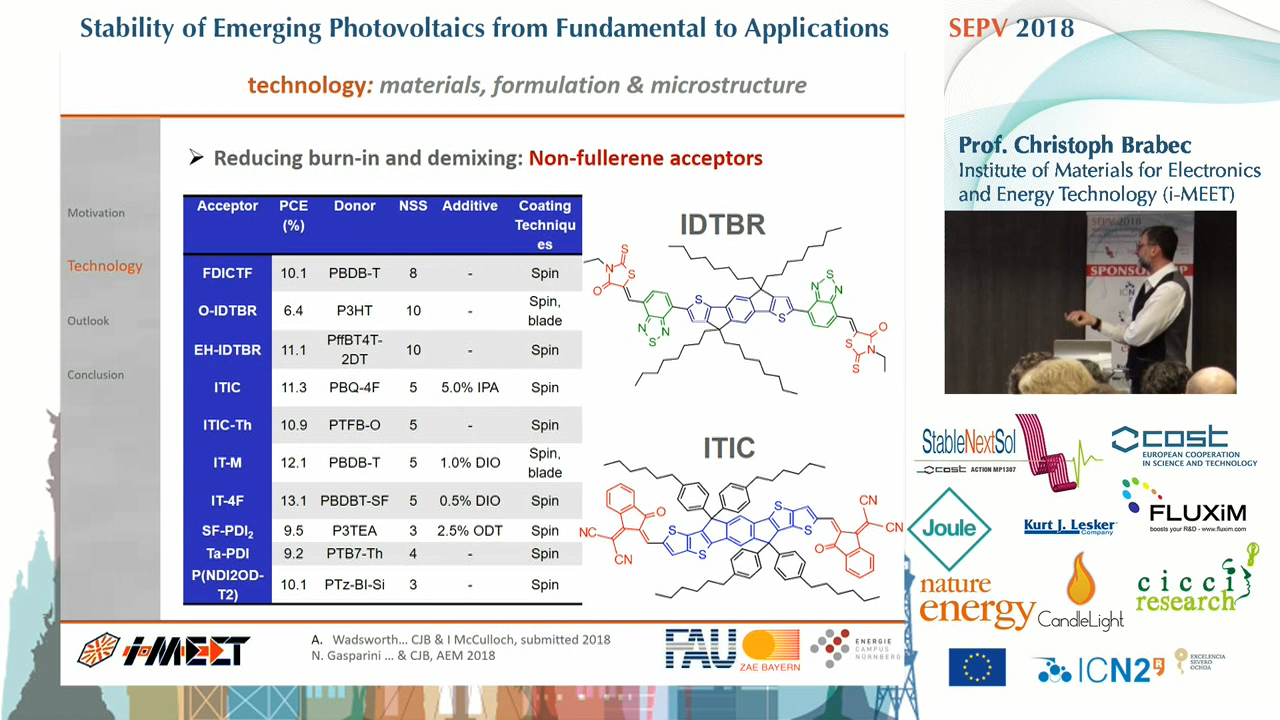 Stability of Emerging Photovoltaics from Fundamental to Applications
SEPV 2018
technology: materials, formulation & microstructure
Prof. Christoph Brabec
Institute of Materials for Electronics
and Energy Technology (i-MEET)
➢ Reducing burn-in and demixing: Non-fullerene acceptors
Motivation
Technology
Outlook
Conclusion
Acceptor PCE (%) Donor NSS Additive Coating Techniqu es
FDICTF 10.1 PBDB-T 8 - Spin
O-IDTBR 6.4 P3HT 10 - Spin, blade
EH-IDTBR 11.1 PffBT4T-2DT 10 - Spin
ITIC 11.3 PBQ-4F 5 5.0% IPA Spin
ITIC-Th 10.9 PTFB-O 5 - Spin
IT-M 12.1 PBDB-T 5 1.0% DIO Spin, blade
IT-4F 13.1 PBDBT-SF 5 0.5% DIO Spin
SF-PDI₂ 9.5 P3TEA 3 2.5% ODT Spin
Ta-PDI 9.2 PTB7-Th 4 - Spin
P(NDI2OD-T2) 10.1 PTz-BI-Si 3 - Spin
IDTBR
S
N
S
O
S
S
N
N
S
N
N
S
O
S
N
S
ITIC
NC
CN
O
S
S
S
S
O
CN
CN
SEPV 2018
SPONSO
i-MEET
A. Wadsworth... CJB & I McCulloch, submitted 2018
N. Gasparini ... & CJB, AEM 2018
FAU
ZAE BAYERN
ENERGIE
CAMPUS
NÜRNBERG
StableNextSol
cost ACTION MP1307
cost
EUROPEAN COOPERATION
IN SCIENCE AND TECHNOLOGY
Joule
Kurt J. Lesker
Company
FLUXiM
boosts your R&D - www.fluxim.com
nature
energy
CandleLight
cicci
research
ICN2
EXCELENCIA
SEVERO
OCHOA